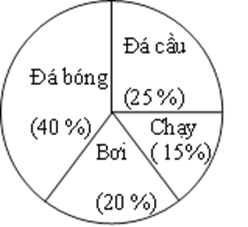 Đá cầu
(25 %)
Đá bóng
(40 %)
Chạy
( 15%)
Bơi
(20 %)